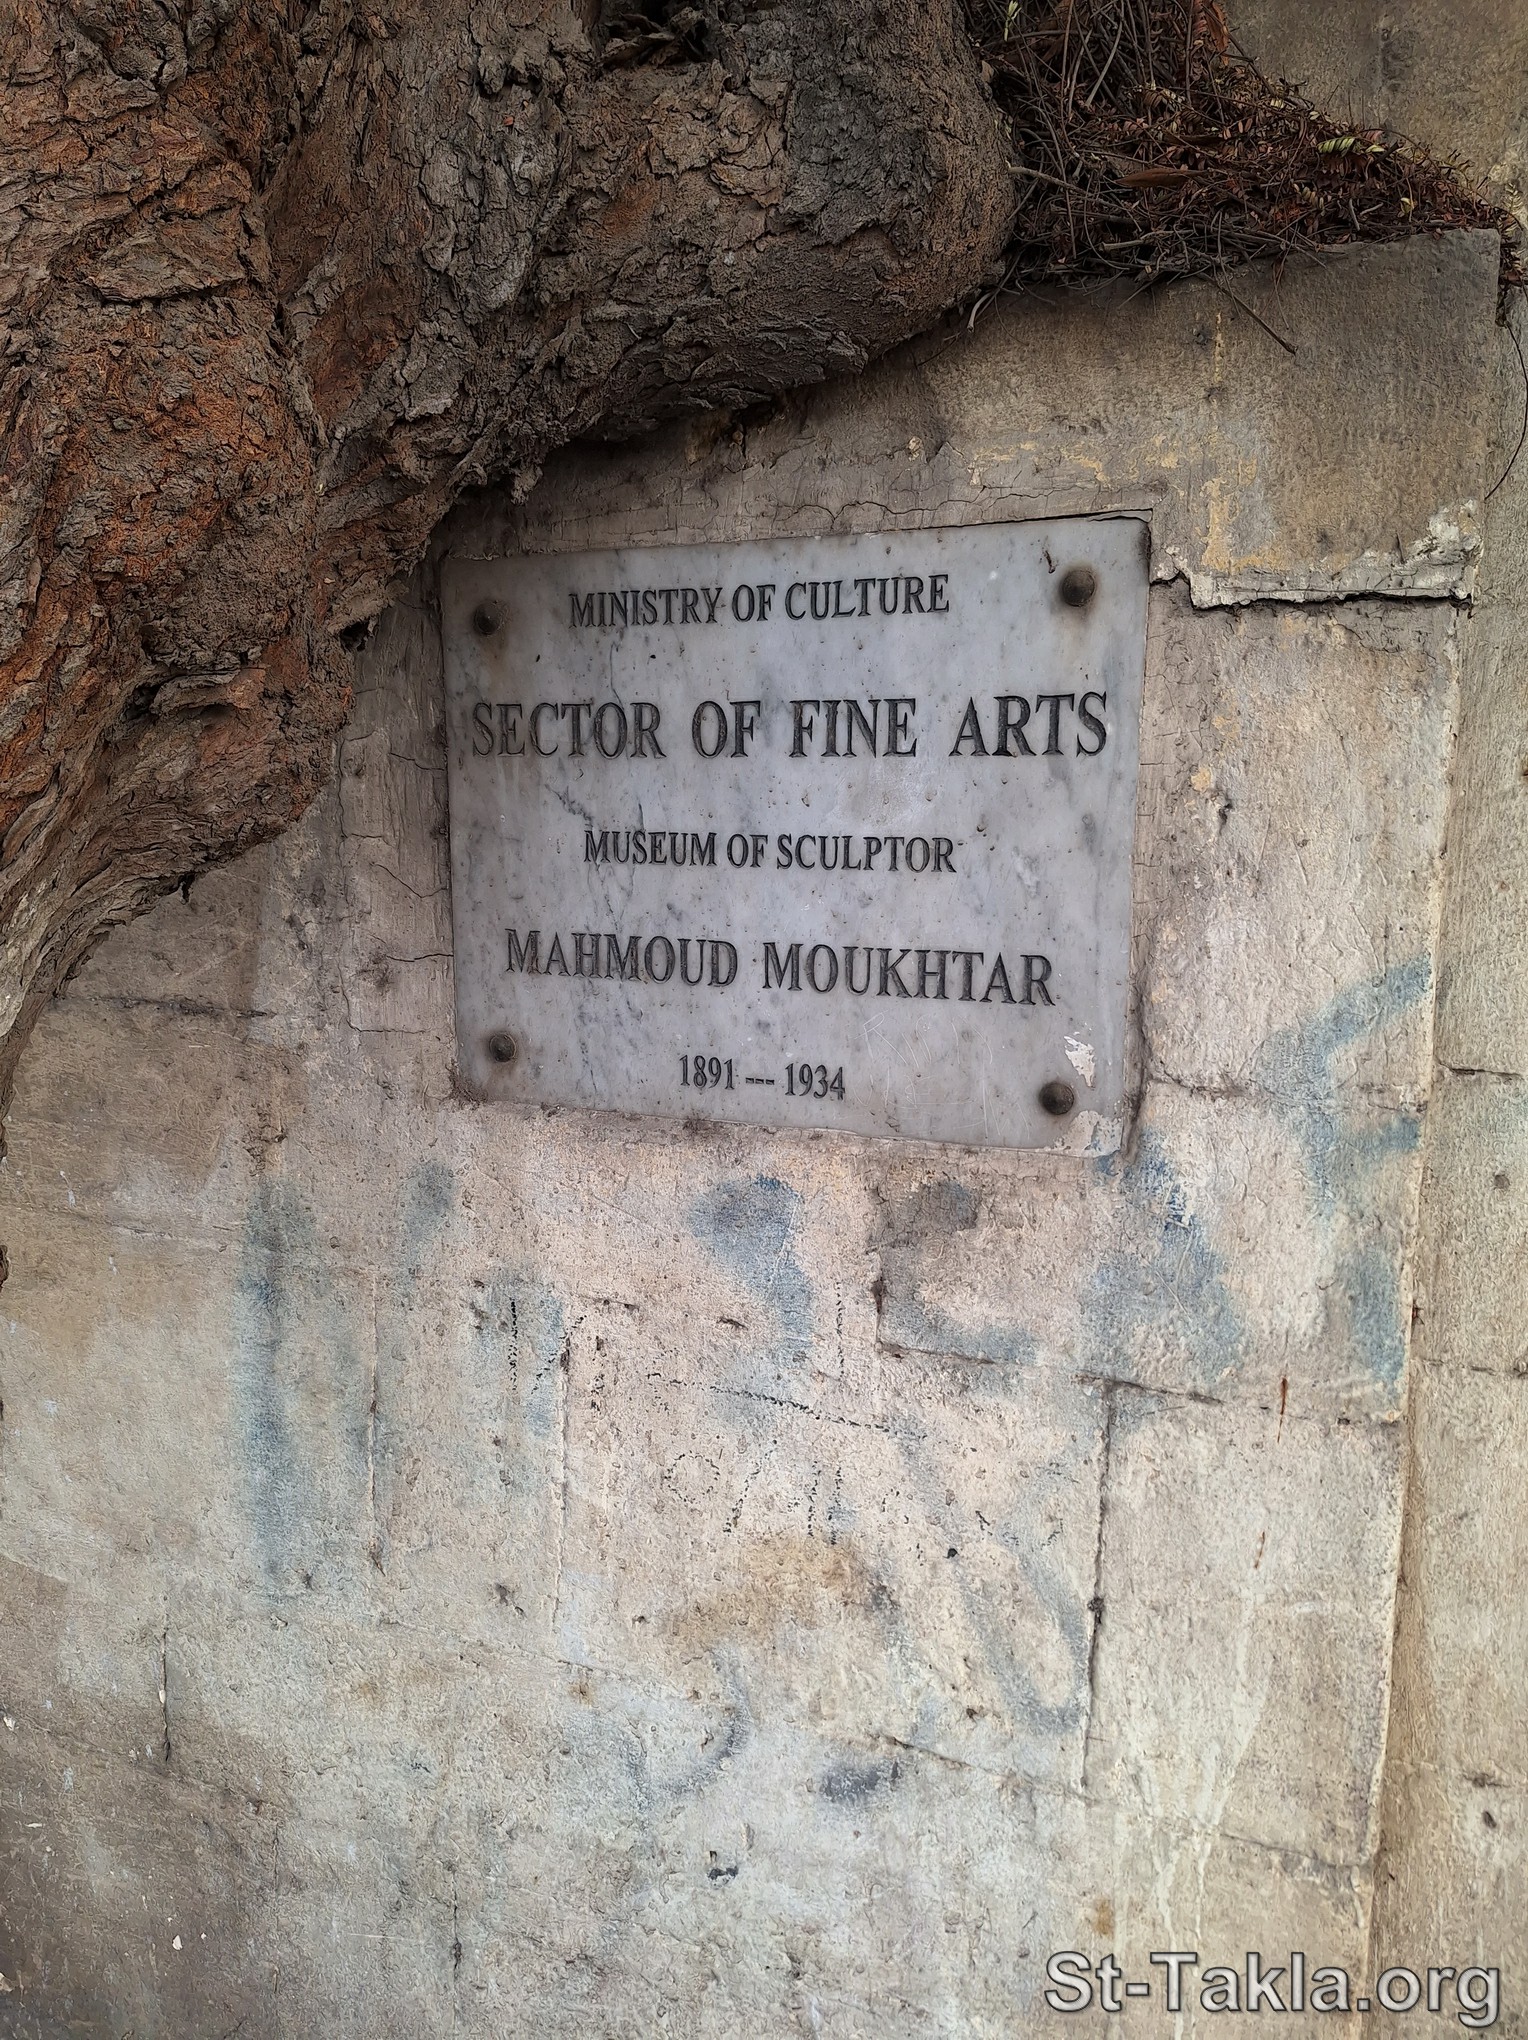 MINISTRY OF CULTURE
SECTOR OF FINE ARTS
MUSEUM OF SCULPTOR
MAHMOUD MOUKHTAR
1891 --- 1934
St-Takla.org